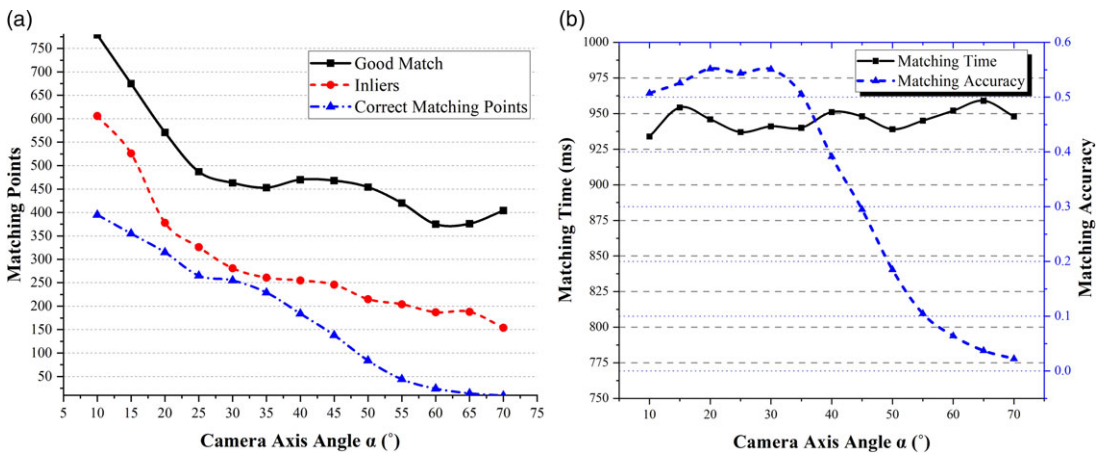 (a)
Matching Points
750
700
650
600
550
500
450
400
350
300
250
200
150
100
50
Good Match
Inliers
Correct Matching Points
5 10 15 20 25 30 35 40 45 50 55 60 65 70 75
Camera Axis Angle α (°)
(b)
Matching Time (ms)
1000
975
950
925
900
875
850
825
800
775
750
Matching Time
Matching Accuracy
0.6
0.5
0.4
0.3
0.2
0.1
0.0
Matching Accuracy
10 20 30 40 50 60 70
Camera Axis Angle α (°)